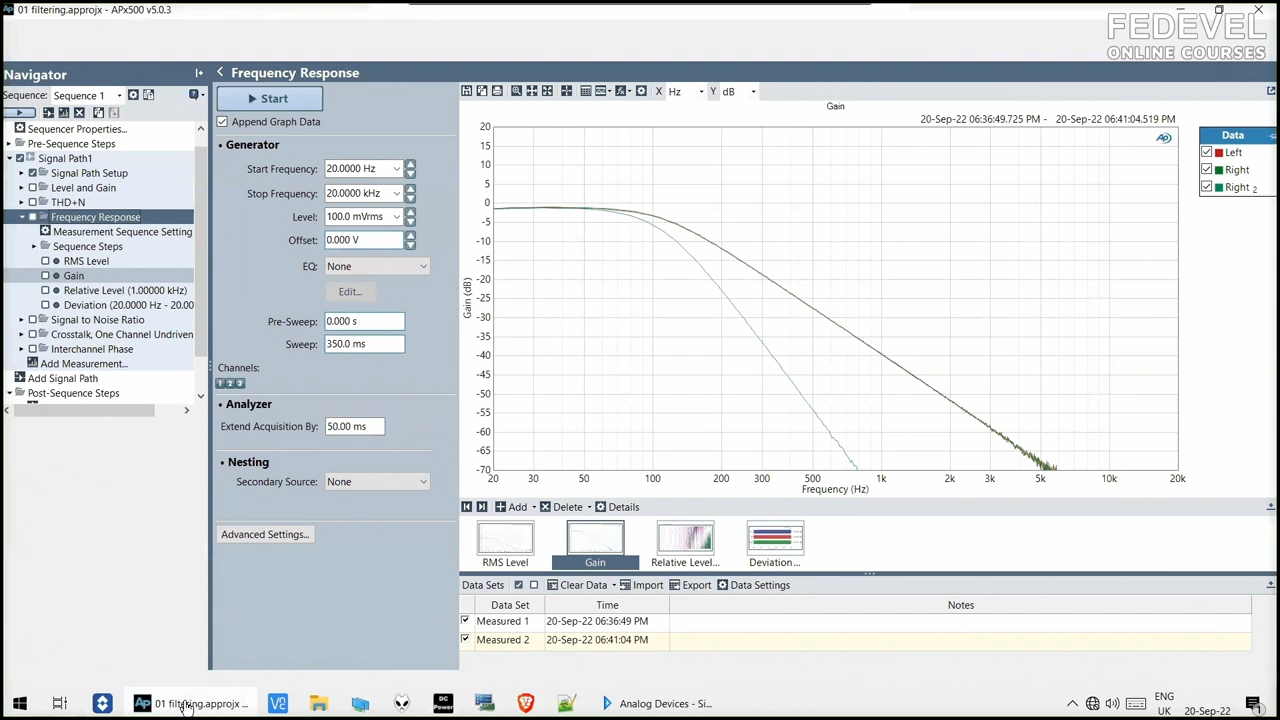 01 filtering.approjx - APx500 v5.0.3
FEDEVEL
ONLINE COURSES
Navigator
Sequence: Sequence 1
Sequencer Properties...
Pre-Sequence Steps
Signal Path1
Signal Path Setup
Level and Gain
THD+N
Frequency Response
Measurement Sequence Setting
Sequence Steps
RMS Level
Gain
Relative Level (1.00000 kHz)
Deviation (20.0000 Hz - 20.00
Signal to Noise Ratio
Crosstalk, One Channel Undriven
Interchannel Phase
Add Measurement...
Add Signal Path
Post-Sequence Steps
Frequency Response
Start
Append Graph Data
Generator
Start Frequency: 20.0000 Hz
Stop Frequency: 20.0000 kHz
Level: 100.0 mVrms
Offset: 0.000 V
EQ: None
Edit...
Pre-Sweep: 0.000 s
Sweep: 350.0 ms
Channels:
1 2 3
Analyzer
Extend Acquisition By: 50.00 ms
Nesting
Secondary Source: None
Advanced Settings...
X Hz Y dB
Gain
20-Sep-22 06:36:49.725 PM - 20-Sep-22 06:41:04.519 PM
AP
Data
Left
Right
Right 2
20
15
10
5
0
-5
-10
-15
-20
-25
-30
-35
-40
-45
-50
-55
-60
-65
-70
Gain (dB)
20 30 50 100 200 300 500 1k 2k 3k 5k 10k 20k
Frequency (Hz)
Add Delete Details
RMS Level Gain Relative Level... Deviation...
Data Sets Clear Data Import Export Data Settings
Data Set Time Notes
Measured 1 20-Sep-22 06:36:49 PM
Measured 2 20-Sep-22 06:41:04 PM
AP 01 filtering.approjx ...
DC
Power
Analog Devices - Si...
ENG
UK
20-Sep-22
1